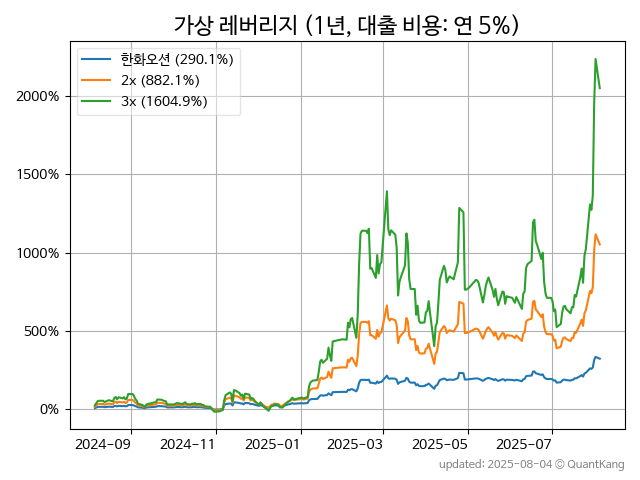 가상 레버리지 (1년, 대출 비용: 연 5%)
한화오션 (290.1%)
2x (882.1%)
3x (1604.9%)
2000%
1500%
1000%
500%
0%
2024-09 2024-11 2025-01 2025-03 2025-05 2025-07
updated: 2025-08-04 © QuantKang